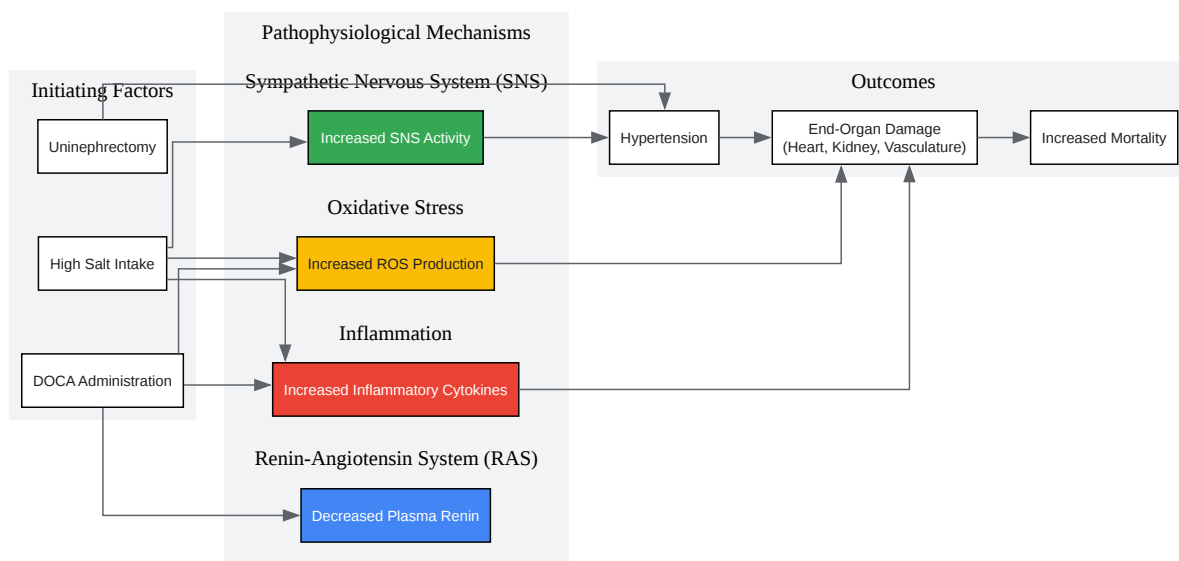 Pathophysiological Mechanisms
Sympathetic Nervous System (SNS)
Outcomes
Initiating Factors
Uninephrectomy
Increased SNS Activity
Hypertension
End-Organ Damage
(Heart, Kidney, Vasculature)
Increased Mortality
Oxidative Stress
High Salt Intake
Increased ROS Production
Inflammation
DOCA Administration
Increased Inflammatory Cytokines
Renin-Angiotensin System (RAS)
Decreased Plasma Renin